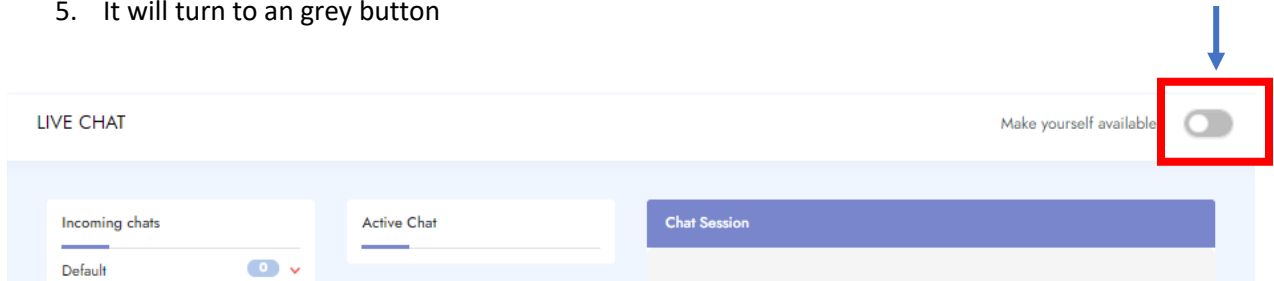 5. It will turn to an grey button
LIVE CHAT
Make yourself available
Incoming chats
Active Chat
Chat Session
Default
0